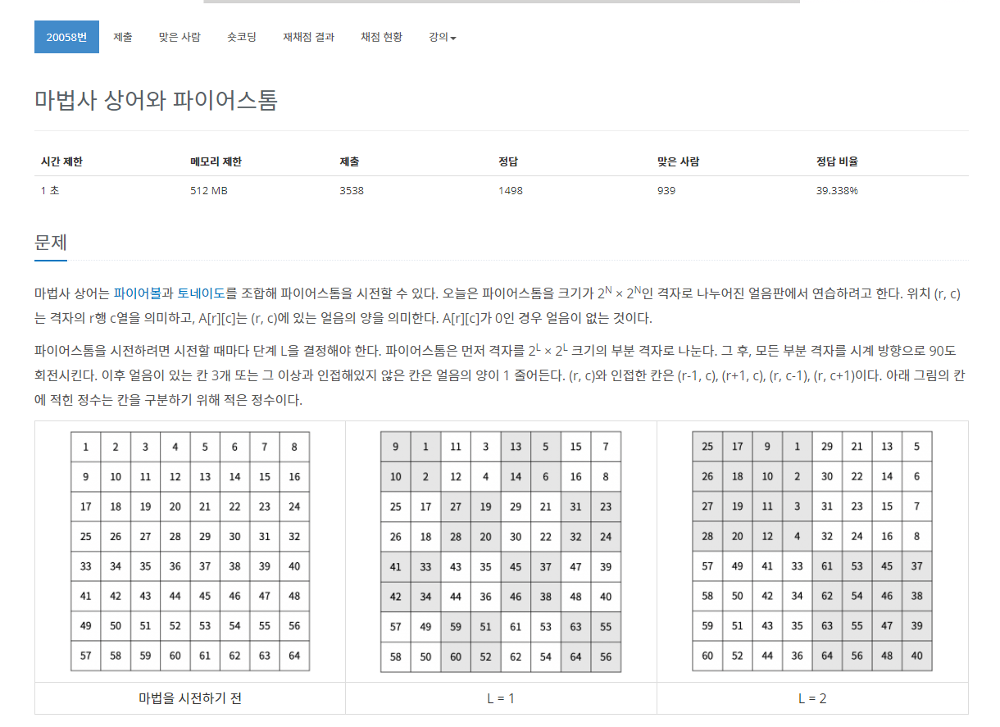 20058번 제출 맞은 사람 숏코딩 재채점 결과 채점 현황 강의
마법사 상어와 파이어스톰
시간 제한 메모리 제한 제출 정답 맞은 사람 정답 비율
1 초 512 MB 3538 1498 939 39.338%
문제
마법사 상어는 파이어볼과 토네이도를 조합해 파이어스톰을 시전할 수 있다. 오늘은 파이어스톰을 크기가 2^N × 2^N인 격자로 나누어진 얼음판에서 연습하려고 한다. 위치 (r, c)
는 격자의 r행 c열을 의미하고, A[r][c]는 (r, c)에 있는 얼음의 양을 의미한다. A[r][c]가 0인 경우 얼음이 없는 것이다.
파이어스톰을 시전하려면 시전할 때마다 단계 L을 결정해야 한다. 파이어스톰은 먼저 격자를 2^L × 2^L 크기의 부분 격자로 나눈다. 그 후, 모든 부분 격자를 시계 방향으로 90도
회전시킨다. 이후 얼음이 있는 칸 3개 또는 그 이상과 인접해있지 않은 칸은 얼음의 양이 1 줄어든다. (r, c)와 인접한 칸은 (r-1, c), (r+1, c), (r, c-1), (r, c+1)이다. 아래 그림의 칸
에 적힌 정수는 칸을 구분하기 위해 적은 정수이다.
1 2 3 4 5 6 7 8
9 10 11 12 13 14 15 16
17 18 19 20 21 22 23 24
25 26 27 28 29 30 31 32
33 34 35 36 37 38 39 40
41 42 43 44 45 46 47 48
49 50 51 52 53 54 55 56
57 58 59 60 61 62 63 64
마법을 시전하기 전
9 1 11 3 13 5 15 7
10 2 12 4 14 6 16 8
25 17 27 19 29 21 31 23
26 18 28 20 30 22 32 24
41 33 43 35 45 37 47 39
42 34 44 36 46 38 48 40
57 49 59 51 61 53 63 55
58 50 60 52 62 54 64 56
L = 1
25 17 9 1 29 21 13 5
26 18 10 2 30 22 14 6
27 19 11 3 31 23 15 7
28 20 12 4 32 24 16 8
57 49 41 33 61 53 45 37
58 50 42 34 62 54 46 38
59 51 43 35 63 55 47 39
60 52 44 36 64 56 48 40
L = 2